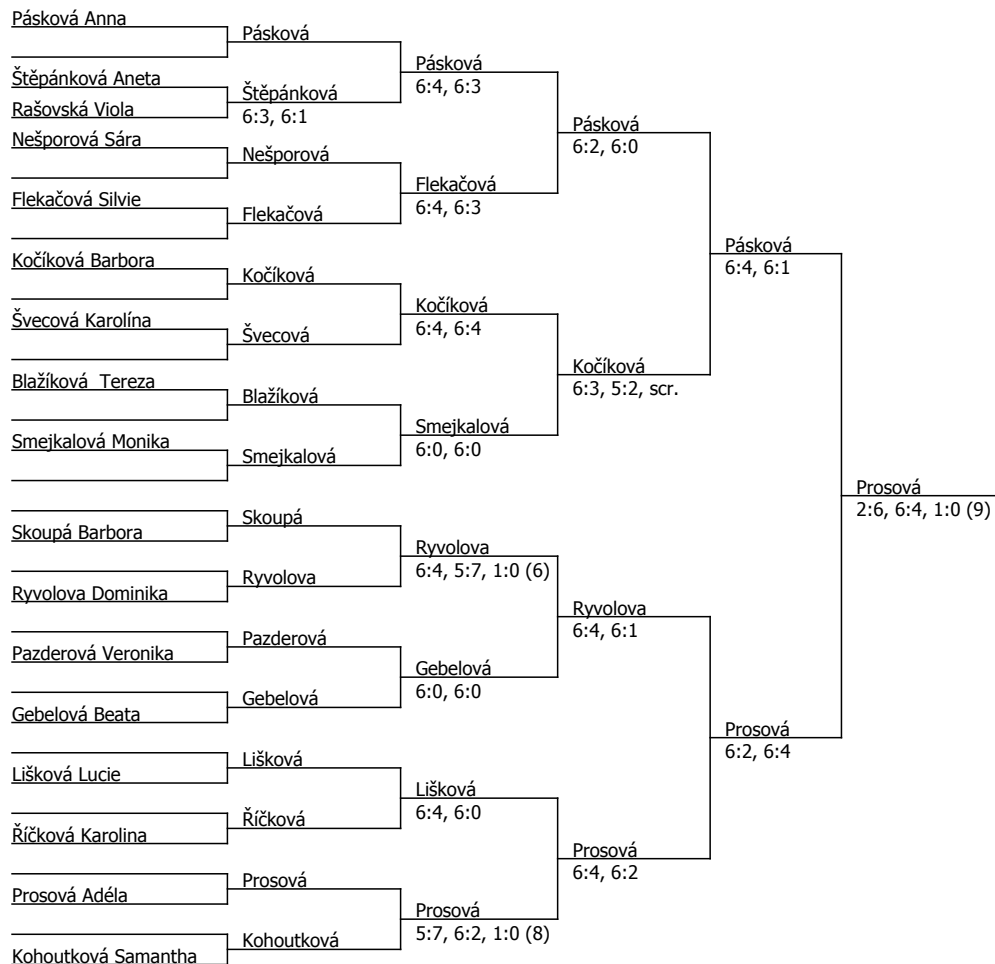 Pásková Anna
Pásková
Pásková
6:4, 6:3
Štěpánková Aneta
Štěpánková
6:3, 6:1
Rašovská Viola
Pásková
6:2, 6:0
Nešporová Sára
Nešporová
Flekačová
6:4, 6:3
Flekačová Silvie
Flekačová
Pásková
6:4, 6:1
Kočíková Barbora
Kočíková
Kočíková
6:4, 6:4
Švecová Karolína
Švecová
Kočíková
6:3, 5:2, scr.
Blažíková  Tereza
Blažíková
Smejkalová
6:0, 6:0
Smejkalová Monika
Smejkalová
Prosová
2:6, 6:4, 1:0 (9)
Skoupá
Skoupá Barbora
Ryvolova
6:4, 5:7, 1:0 (6)
Ryvolova
Ryvolova Dominika
Ryvolova
6:4, 6:1
Pazderová
Pazderová Veronika
Gebelová
6:0, 6:0
Gebelová
Gebelová Beata
Prosová
6:2, 6:4
Lišková
Lišková Lucie
Lišková
6:4, 6:0
Říčková
Říčková Karolina
Prosová
6:4, 6:2
Prosová
Prosová Adéla
Prosová
5:7, 6:2, 1:0 (8)
Kohoutková
Kohoutková Samantha